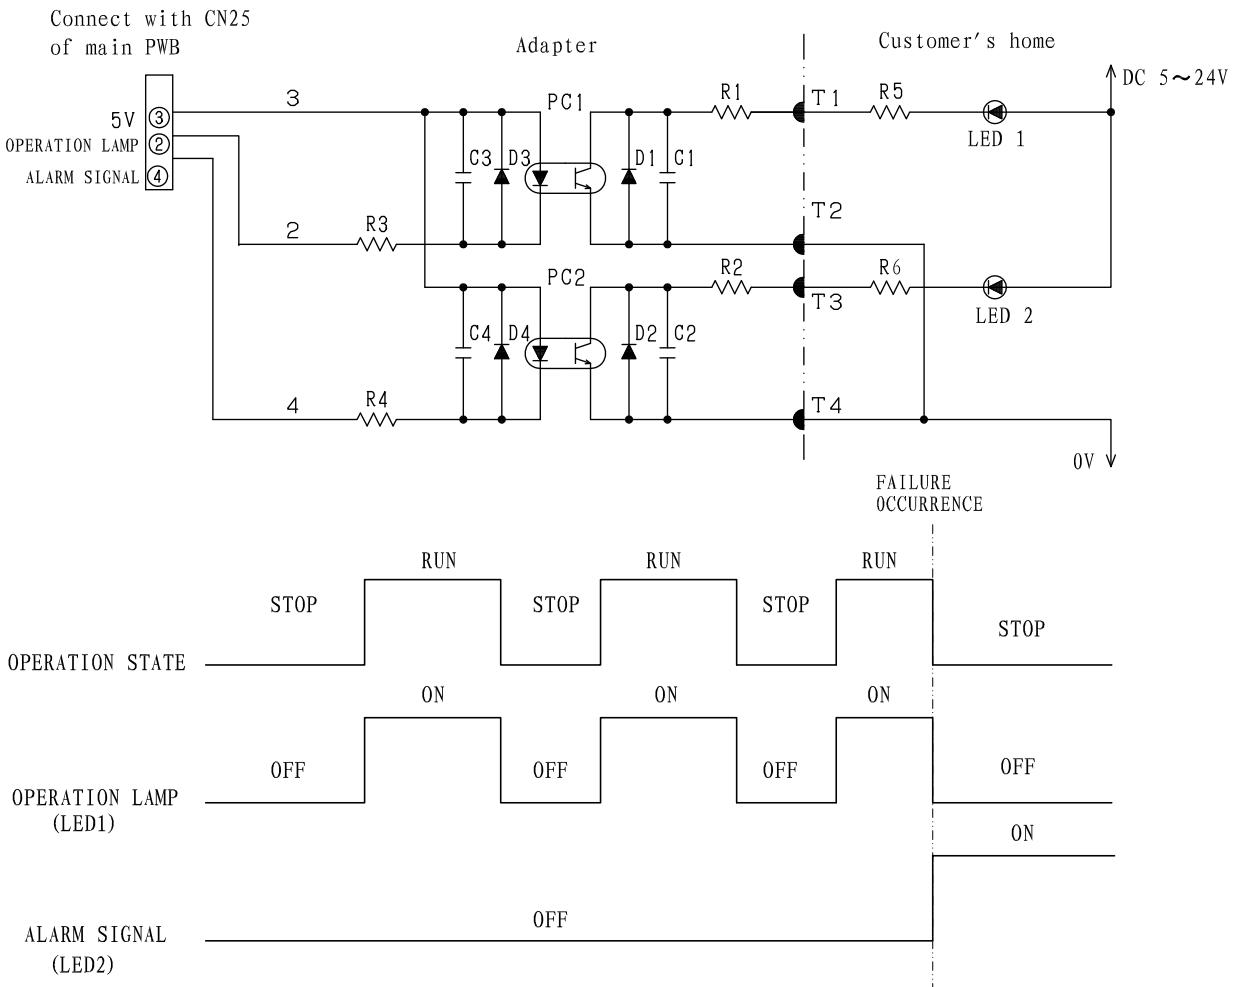 Connect with CN25
of main PWB
Adapter
Customer's home
DC 5～24V
5V ③
OPERATION LAMP ②
ALARM SIGNAL ④
3
PC1
R1
T1
R5
LED 1
C3
D3
D1
C1
2
R3
T2
PC2
R2
T3
R6
LED 2
C4
D4
D2
C2
4
R4
T4
0V
FAILURE
OCCURRENCE
RUN
RUN
RUN
STOP
STOP
STOP
STOP
OPERATION STATE
ON
ON
ON
OFF
OFF
OFF
OFF
OPERATION LAMP
(LED1)
ON
OFF
ALARM SIGNAL
(LED2)